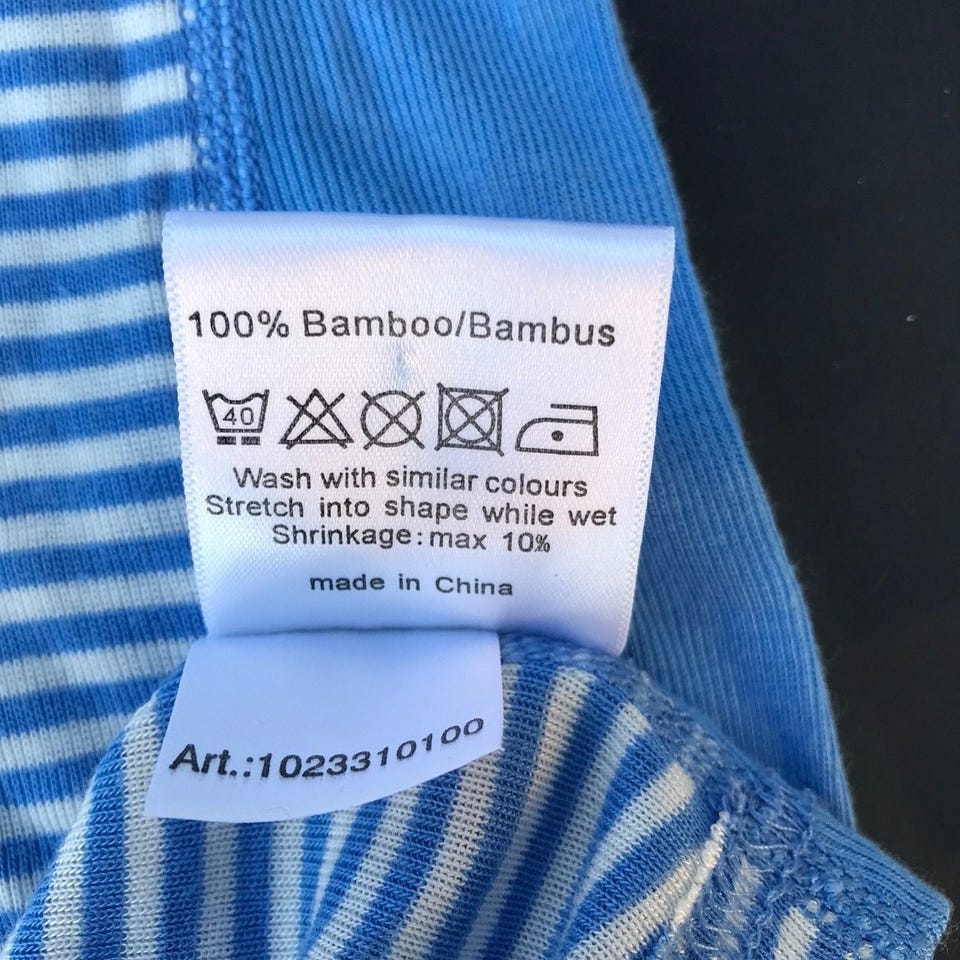 100% Bamboo/Bambus
40
Wash with similar colours
Stretch into shape while wet
Shrinkage: max 10%
made in China
Art.:1023310100